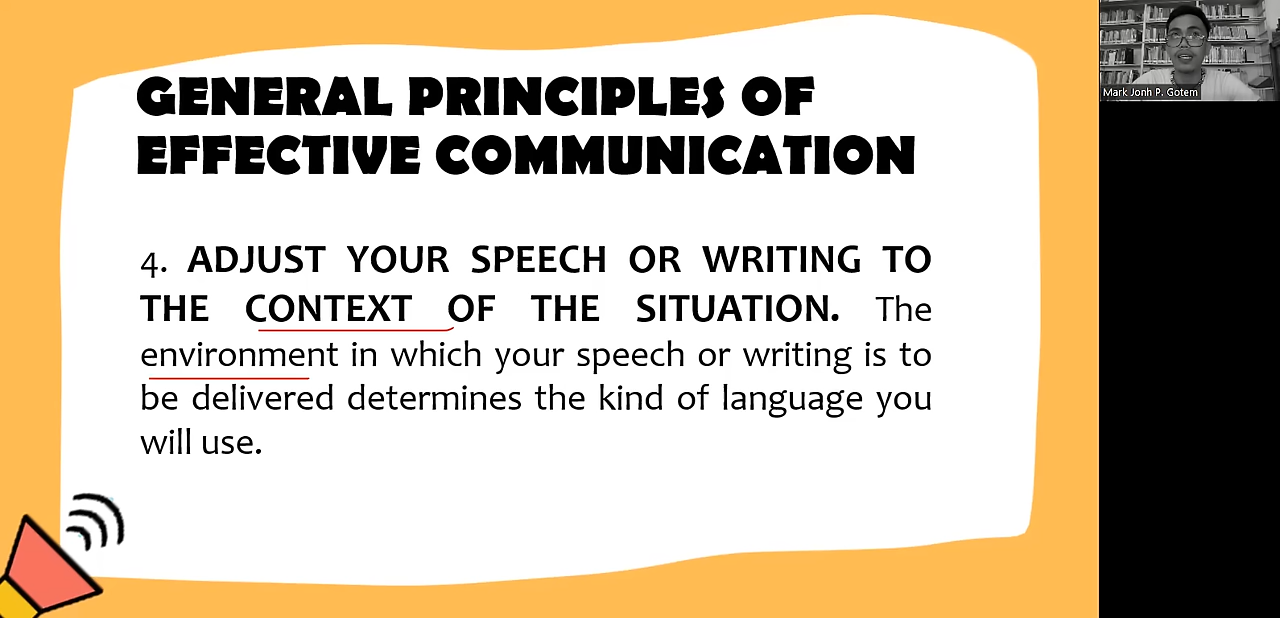 GENERAL PRINCIPLES OF
EFFECTIVE COMMUNICATION
4. ADJUST YOUR SPEECH OR WRITING TO
THE CONTEXT OF THE SITUATION. The
environment in which your speech or writing is to
be delivered determines the kind of language you
will use.
Mark Jonh P. Gotem